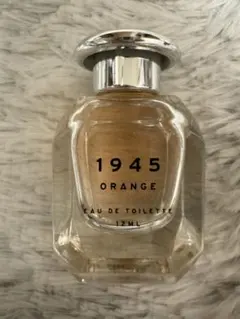 1945
ORANGE
EAU DE TOILETTE
12ML